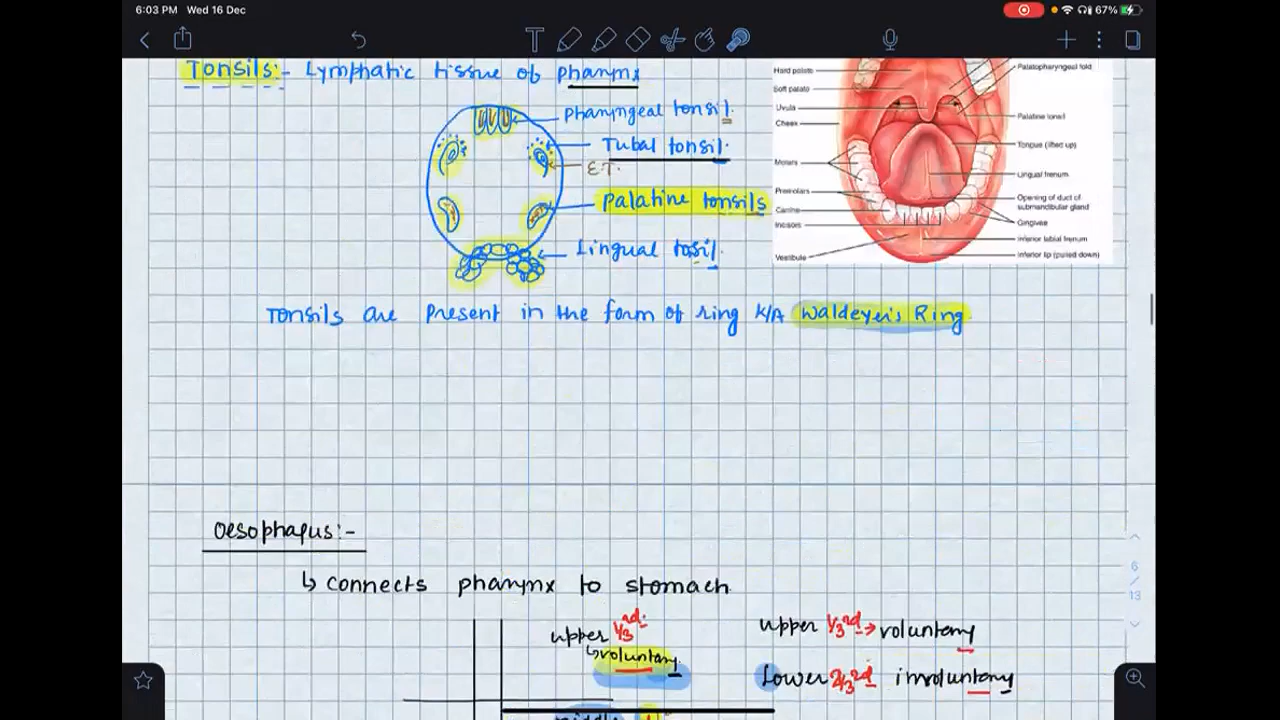 6:03 PM Wed 16 Dec
67%
Tonsils:- Lymphatic tissue of pharynx
Pharyngeal tonsil.
Tubal tonsil.
E.T.
Palatine tonsils
Lingual tosil.
Hard palate
Soft palate
Uvula
Cheek
Molars
Premolars
Canine
Incisors
Vestibule
Palatopharyngeal fold
Palatine tonsil
Tongue (lifted up)
Lingual frenum
Opening of duct of
submandibular gland
Gingivae
Inferior labial frenum
Inferior lip (pulled down)
Tonsils are present in the form of ring K/A Waldeyer's Ring.
Oesophagus:-
↳ connects pharynx to stomach
upper 1/3rd.
↳voluntary.
upper 1/3rd → voluntary
Lower 2/3rd involuntary
middle
6
/
13